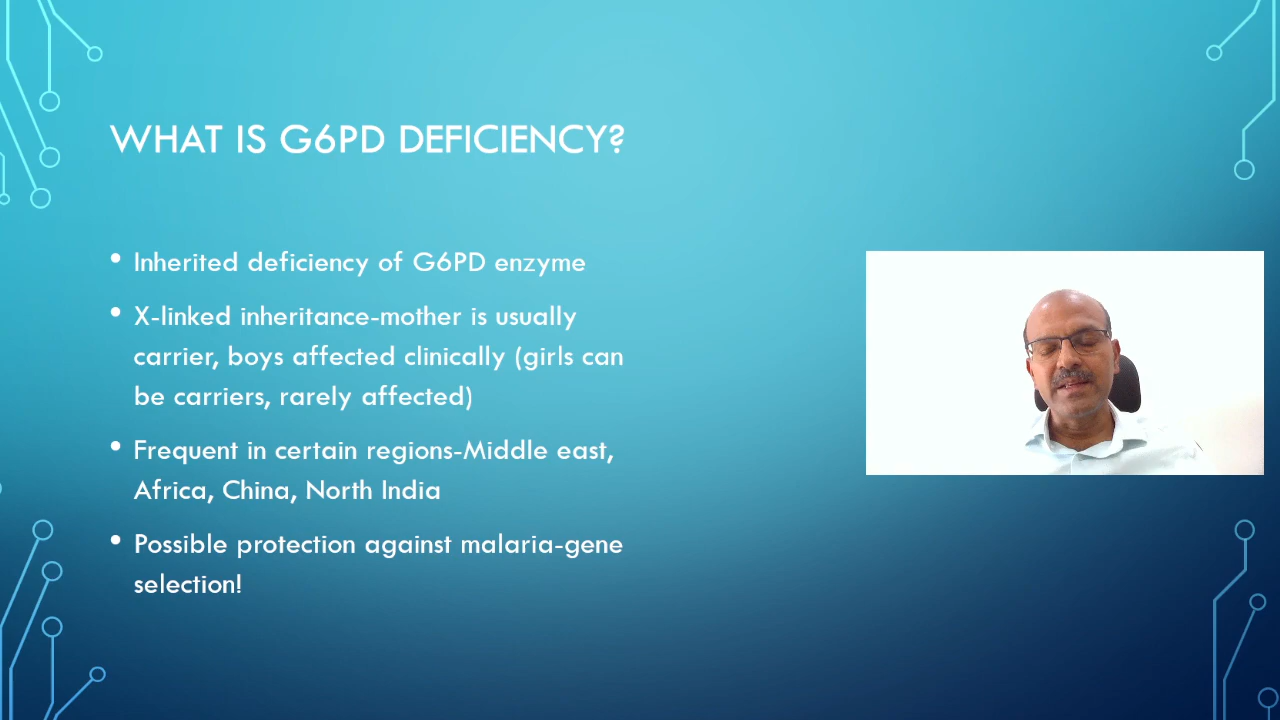 WHAT IS G6PD DEFICIENCY?
• Inherited deficiency of G6PD enzyme
• X-linked inheritance-mother is usually
carrier, boys affected clinically (girls can
be carriers, rarely affected)
• Frequent in certain regions-Middle east,
Africa, China, North India
• Possible protection against malaria-gene
selection!